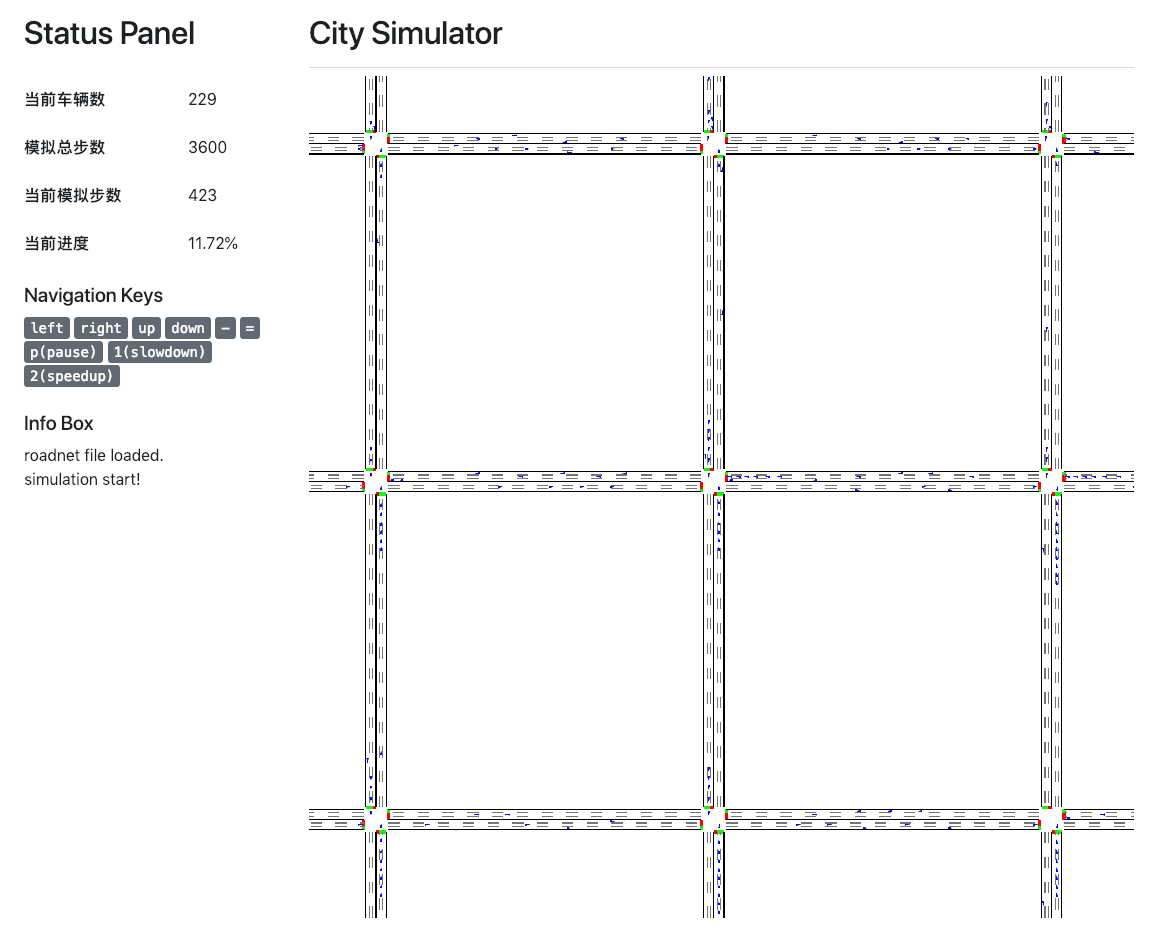 Status Panel
City Simulator
当前车辆数 229
模拟总步数 3600
当前模拟步数 423
当前进度 11.72%
Navigation Keys
left right up down - =
p(pause) 1(slowdown)
2(speedup)
Info Box
roadnet file loaded.
simulation start!